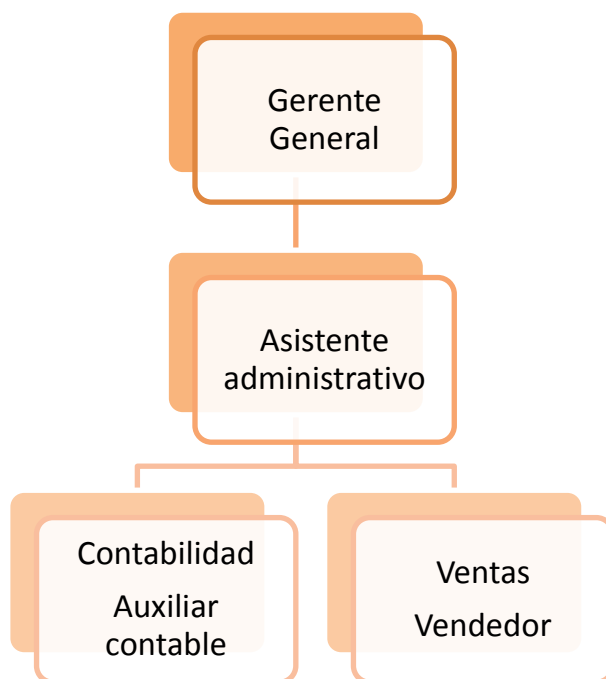 Gerente
General
Asistente
administrativo
Contabilidad
Auxiliar
contable
Ventas
Vendedor